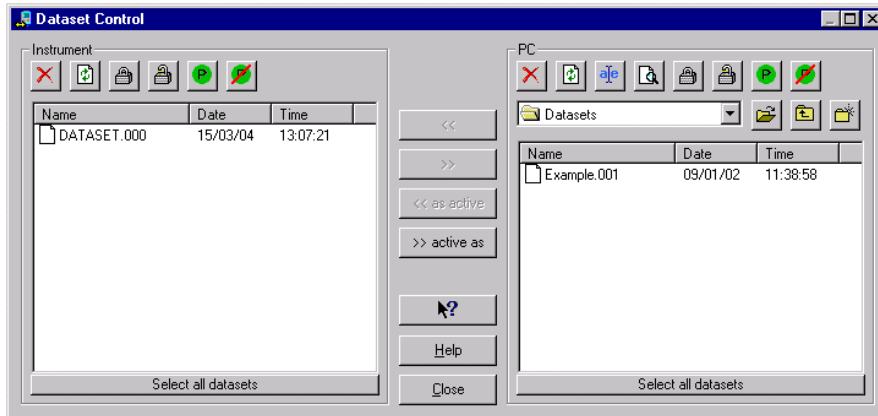 Dataset Control
Instrument
P P
Name Date Time
DATASET.000 15/03/04 13:07:21
Select all datasets
<<
>>
<< as active
>> active as
?
Help
Close
PC
a|e P P
Datasets
Name Date Time
Example.001 09/01/02 11:38:58
Select all datasets